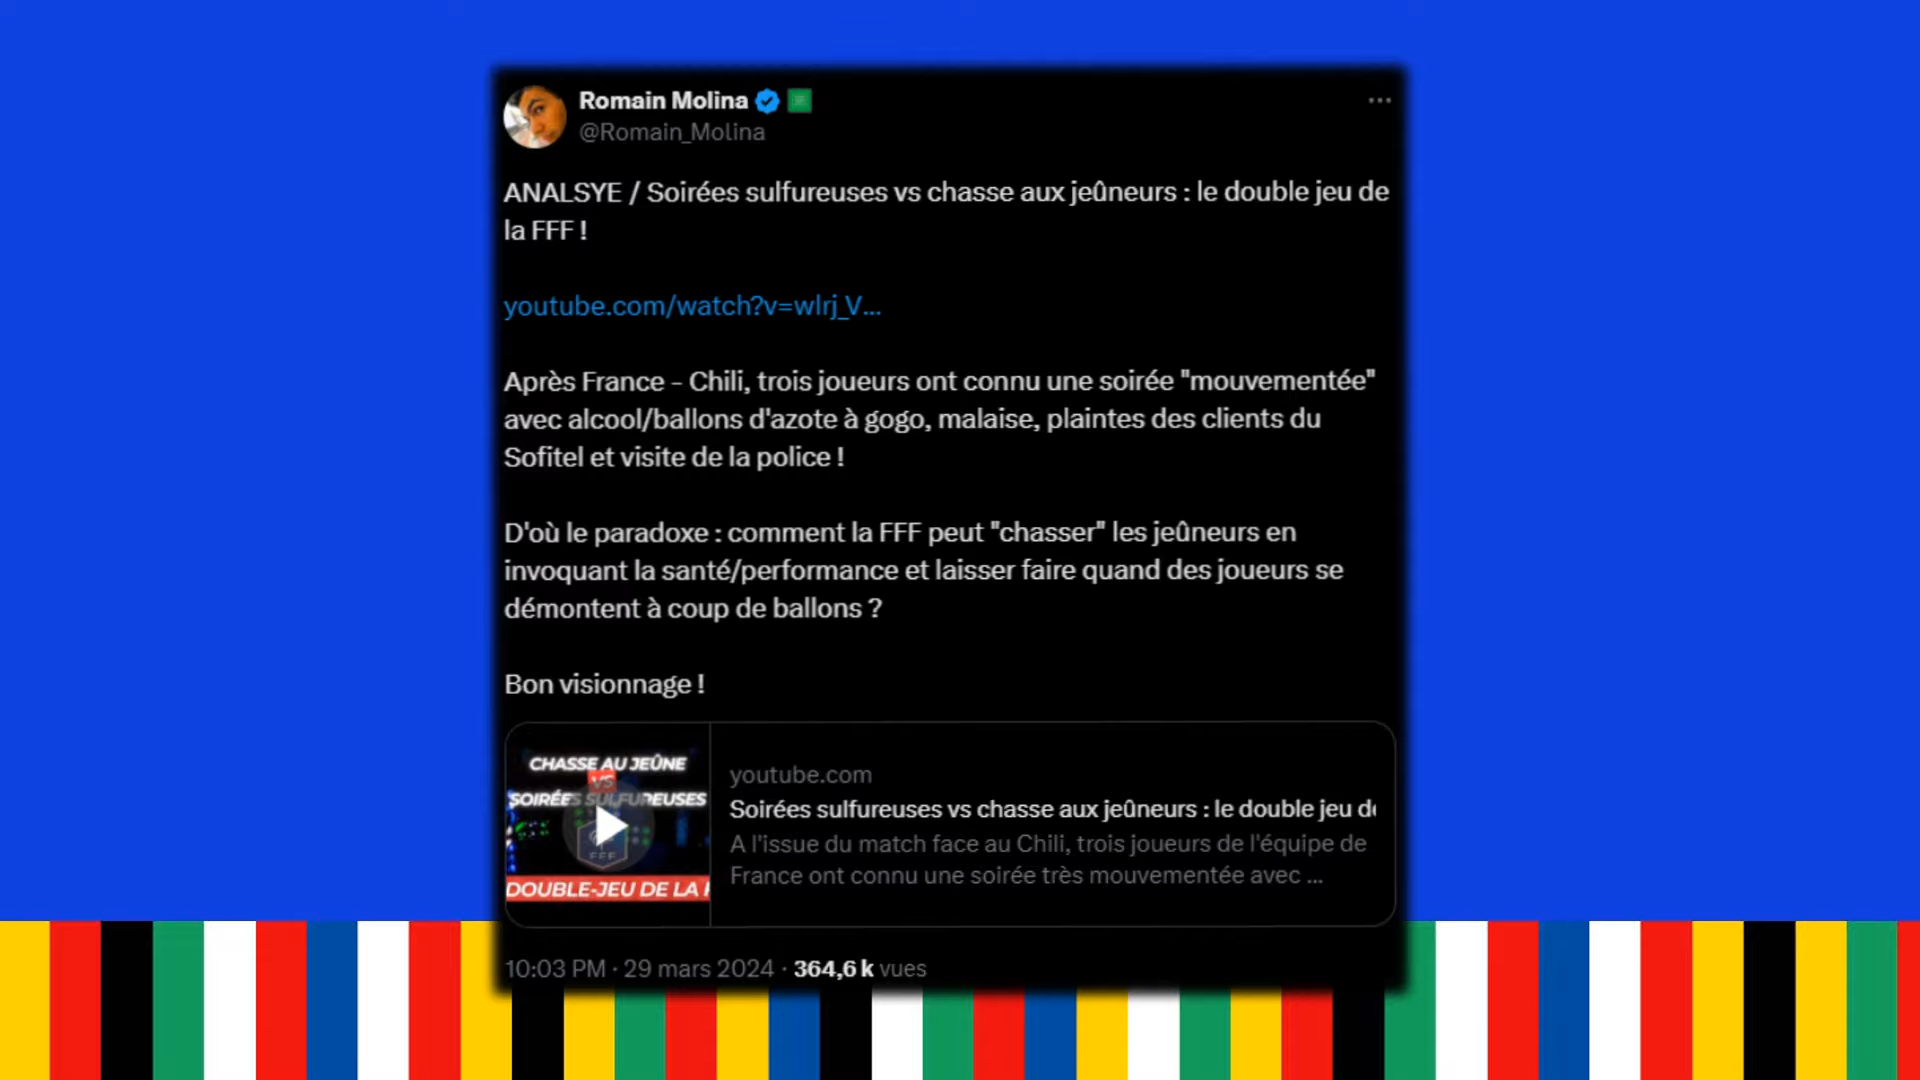 Romain Molina
@Romain_Molina
ANALSYE / Soirées sulfureuses vs chasse aux jeûneurs : le double jeu de
la FFF !
youtube.com/watch?v=wlrj_V...
Après France - Chili, trois joueurs ont connu une soirée "mouvementée"
avec alcool/ballons d'azote à gogo, malaise, plaintes des clients du
Sofitel et visite de la police !
D'où le paradoxe : comment la FFF peut "chasser" les jeûneurs en
invoquant la santé/performance et laisser faire quand des joueurs se
démontent à coup de ballons ?
Bon visionnage !
CHASSE AU JEÛNE
VS
SOIRÉES SULFUREUSES
FFF
DOUBLE-JEU DE LA
youtube.com
Soirées sulfureuses vs chasse aux jeûneurs : le double jeu de
A l'issue du match face au Chili, trois joueurs de l'équipe de
France ont connu une soirée très mouvementée avec ...
10:03 PM · 29 mars 2024 · 364,6 k vues